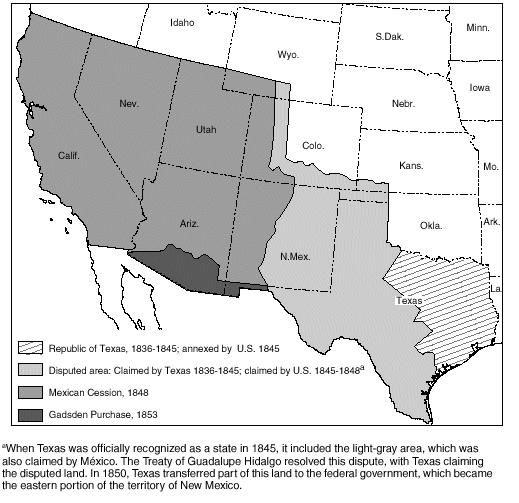 Idaho
Minn.
S.Dak.
Wyo.
Iowa
Nev.
Nebr.
Utah
Colo.
Calif.
Kans.
Mo.
Ariz.
Okla.
Ark.
N.Mex.
La.
Texas
Republic of Texas, 1836-1845; annexed by U.S. 1845
Disputed area: Claimed by Texas 1836-1845; claimed by U.S. 1845-1848a
Mexican Cession, 1848
Gadsden Purchase, 1853
aWhen Texas was officially recognized as a state in 1845, it included the light-gray area, which was
also claimed by México. The Treaty of Guadalupe Hidalgo resolved this dispute, with Texas claiming
the disputed land. In 1850, Texas transferred part of this land to the federal government, which became
the eastern portion of the territory of New Mexico.